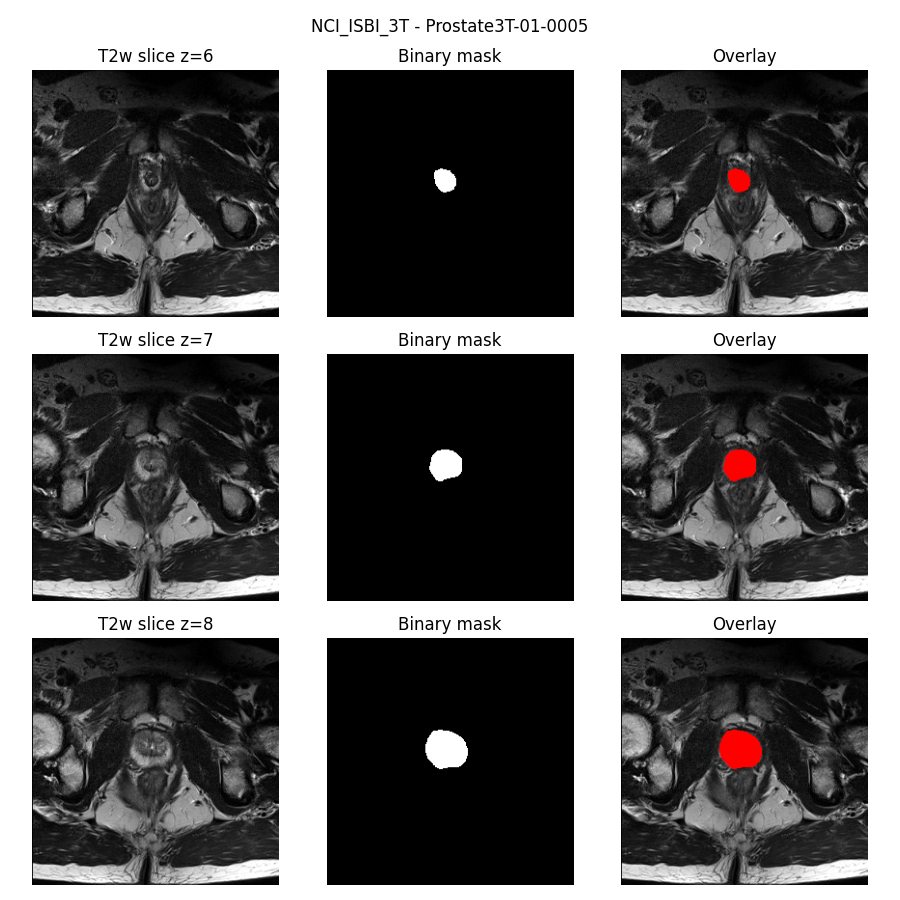 NCI_ISBI_3T - Prostate3T-01-0005
T2w slice z=6
Binary mask
Overlay
T2w slice z=7
Binary mask
Overlay
T2w slice z=8
Binary mask
Overlay